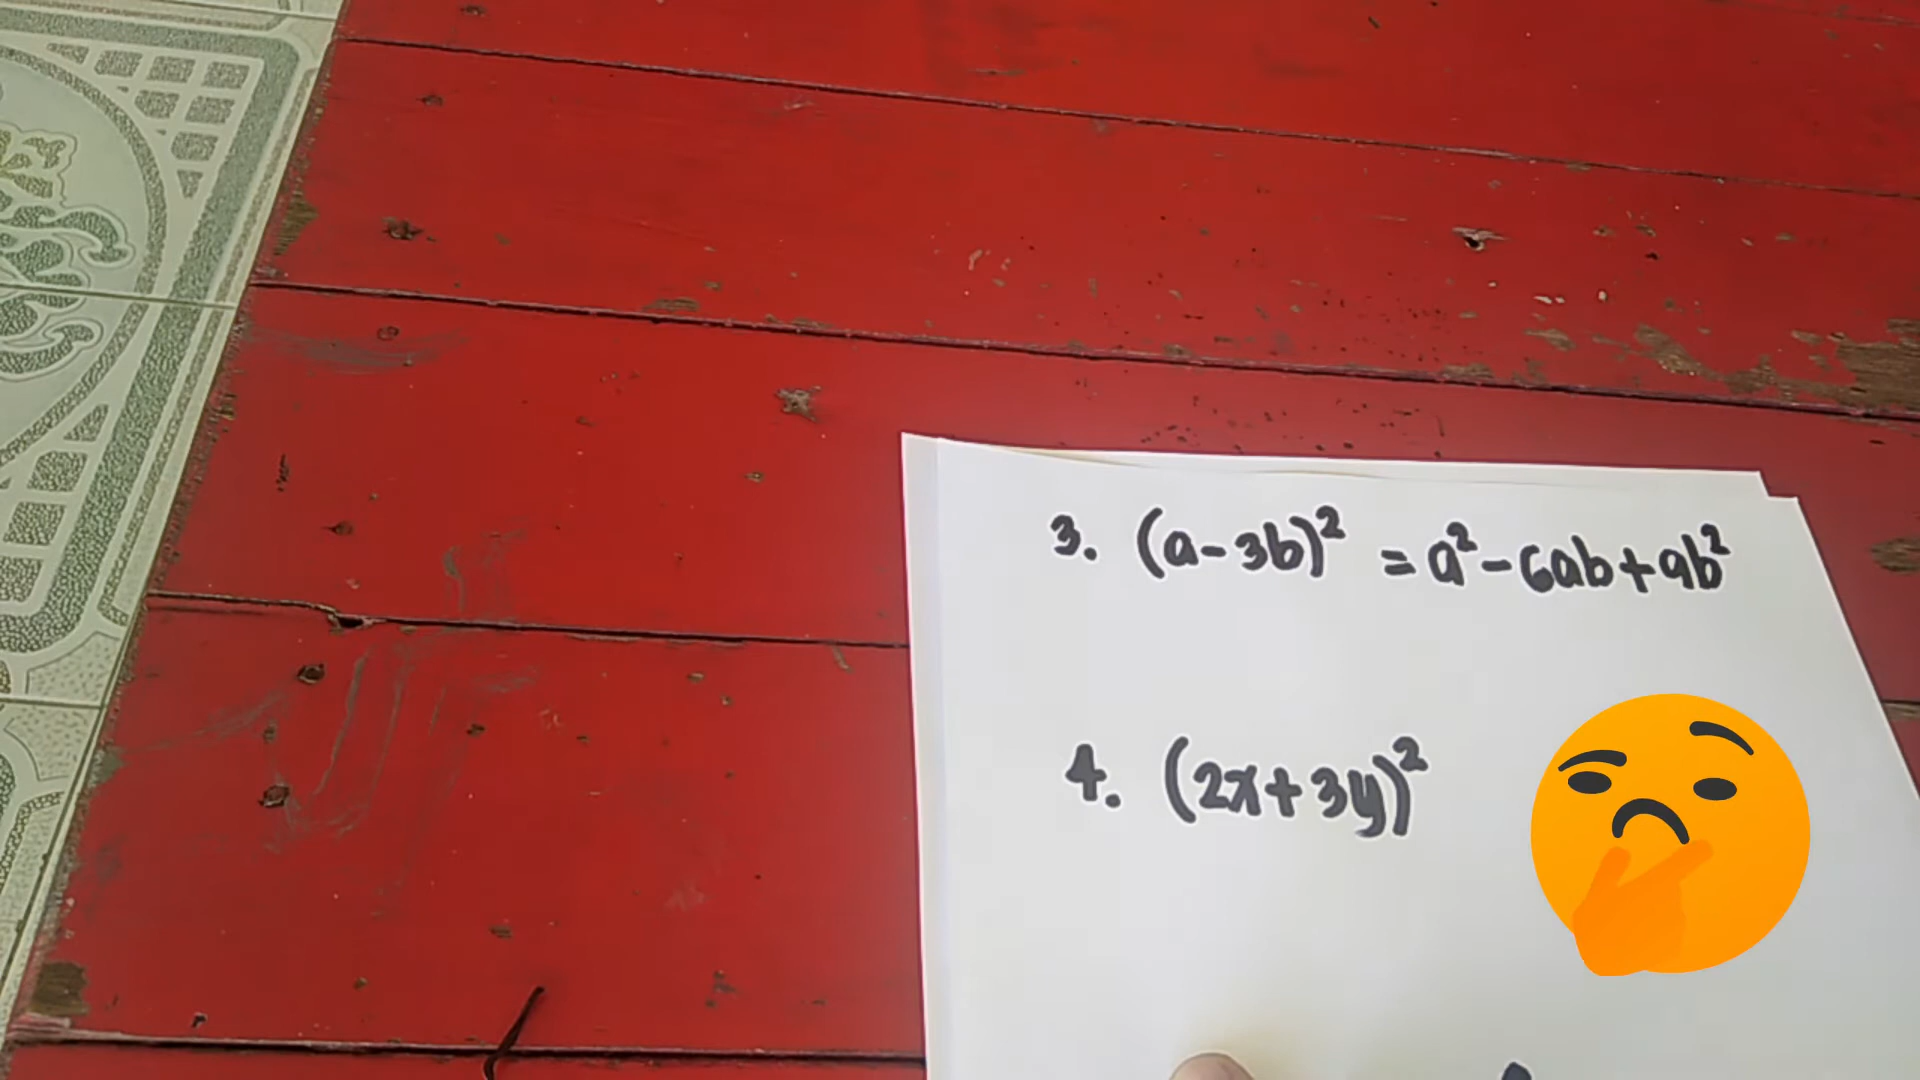 3. (a-3b)² = a²-6ab+9b²
4. (2x+3y)²